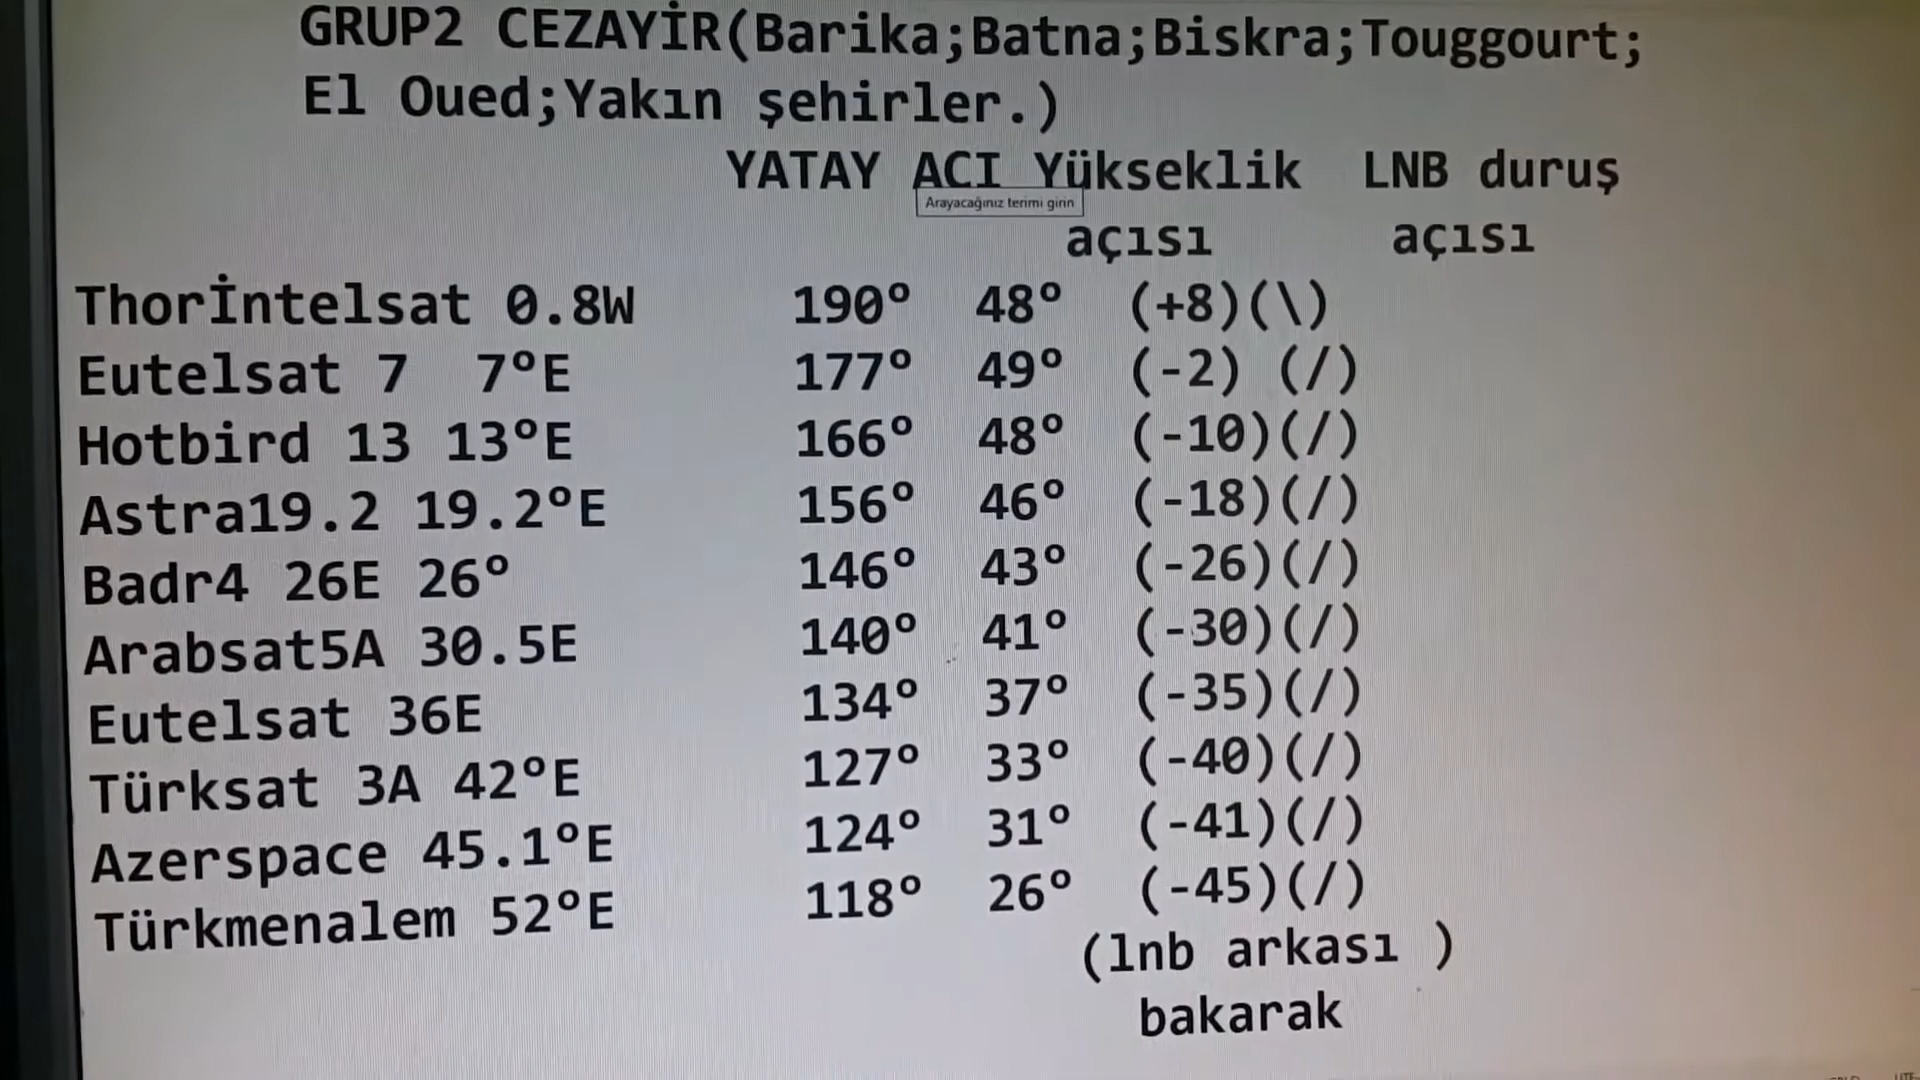 GRUP2 CEZAYİR(Barika;Batna;Biskra;Touggourt;
El Oued;Yakın şehirler.)
YATAY AÇI Yükseklik LNB duruş
Arayacağınız terimi girin
açısı açısı
Thorİntelsat 0.8W 190° 48° (+8)(\)
Eutelsat 7 7°E 177° 49° (-2) (/)
Hotbird 13 13°E 166° 48° (-10)(/)
Astra19.2 19.2°E 156° 46° (-18)(/)
Badr4 26E 26° 146° 43° (-26)(/)
Arabsat5A 30.5E 140° 41° (-30)(/)
Eutelsat 36E 134° 37° (-35)(/)
Türksat 3A 42°E 127° 33° (-40)(/)
Azerspace 45.1°E 124° 31° (-41)(/)
Türkmenalem 52°E 118° 26° (-45)(/)
(lnb arkası )
bakarak